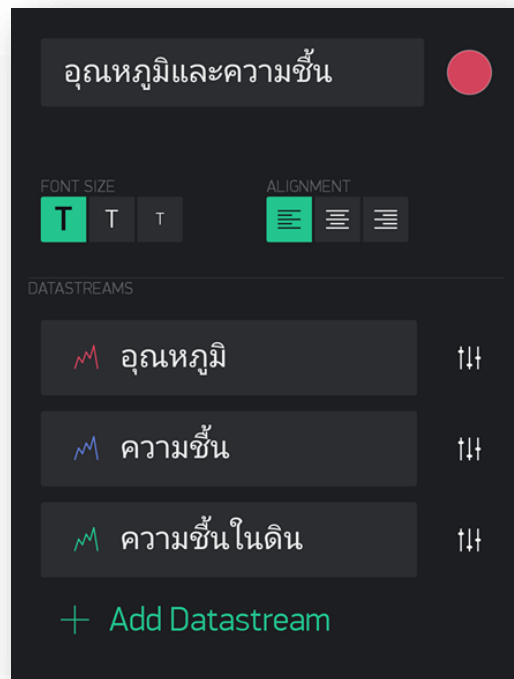 อุณหภูมิและความชื้น
FONT SIZE ALIGNMENT
T T T
DATASTREAMS
อุณหภูมิ
ความชื้น
ความชื้นในดิน
+ Add Datastream